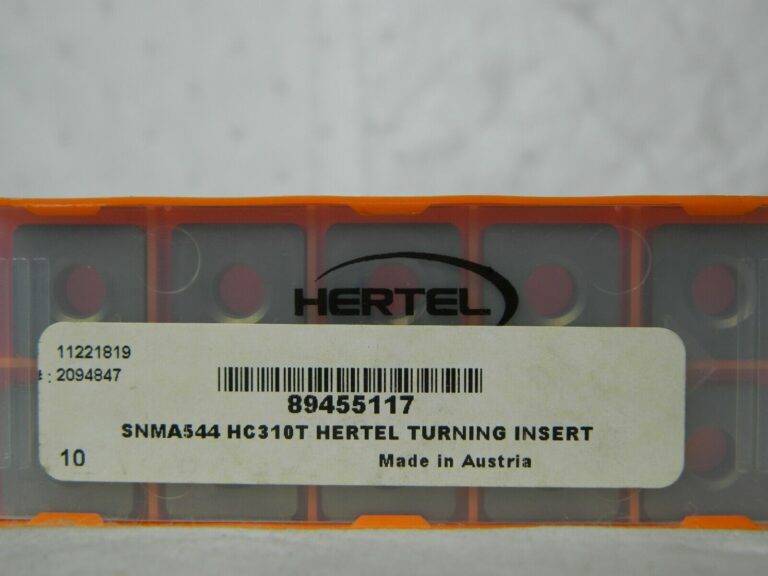 HERTEL
11221819
: 2094847
89455117
SNMA544 HC310T HERTEL TURNING INSERT
10
Made in Austria